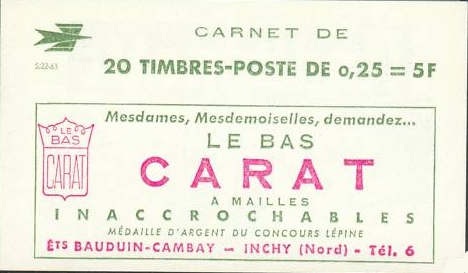 CARNET DE
S.22-63
20 TIMBRES-POSTE DE 0,25 = 5F
Mesdames, Mesdemoiselles, demandez...
LE BAS
CARAT
LE BAS
CARAT
A MAILLES
INACCROCHABLES
MÉDAILLE D'ARGENT DU CONCOURS LÉPINE
ÉTS BAUDUIN-CAMBAY — INCHY (Nord) - Tél. 6